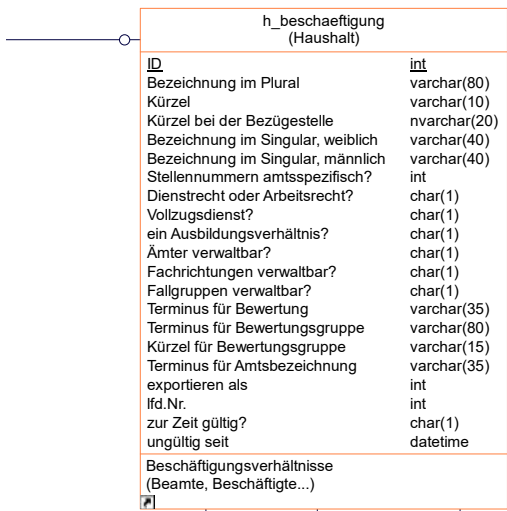 h_beschaeftigung
(Haushalt)
ID int
Bezeichnung im Plural varchar(80)
Kürzel varchar(10)
Kürzel bei der Bezügestelle nvarchar(20)
Bezeichnung im Singular, weiblich varchar(40)
Bezeichnung im Singular, männlich varchar(40)
Stellennummern amtsspezifisch? int
Dienstrecht oder Arbeitsrecht? char(1)
Vollzugsdienst? char(1)
ein Ausbildungsverhältnis? char(1)
Ämter verwaltbar? char(1)
Fachrichtungen verwaltbar? char(1)
Fallgruppen verwaltbar? char(1)
Terminus für Bewertung varchar(35)
Terminus für Bewertungsgruppe varchar(80)
Kürzel für Bewertungsgruppe varchar(15)
Terminus für Amtsbezeichnung varchar(35)
exportieren als int
lfd.Nr. int
zur Zeit gültig? char(1)
ungültig seit datetime
Beschäftigungsverhältnisse
(Beamte, Beschäftigte...)